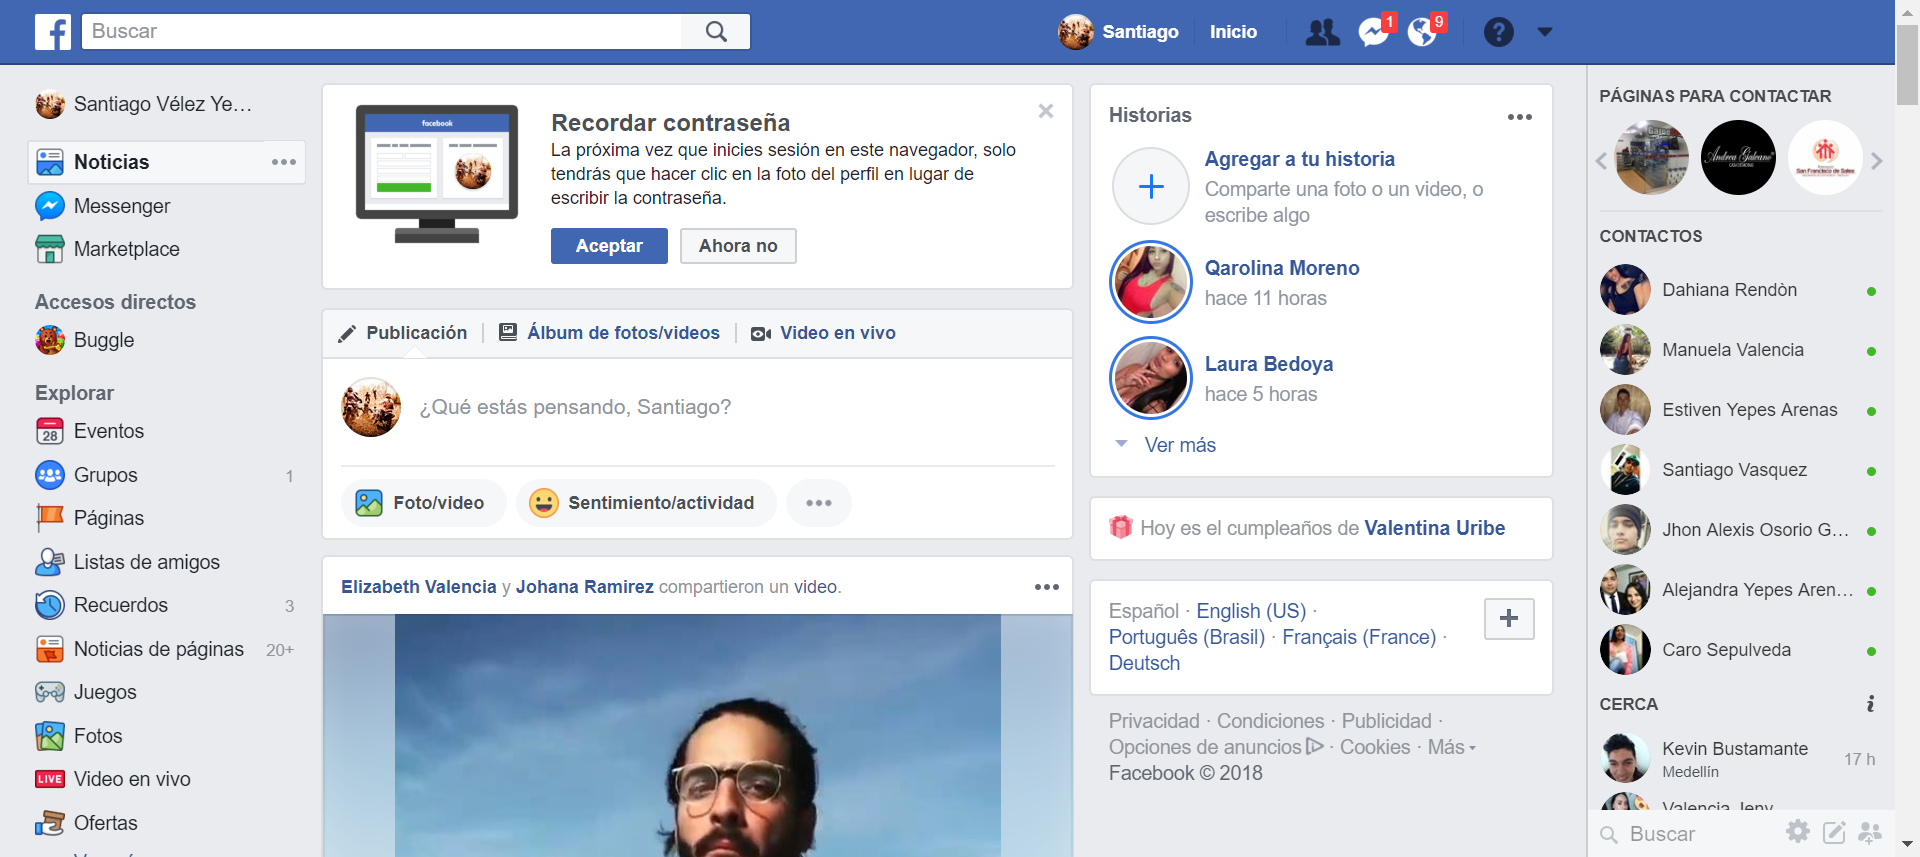 Buscar
Santiago
Inicio
1
9
Santiago Vélez Ye...
Noticias
Messenger
Marketplace
Accesos directos
Buggle
Explorar
28
Eventos
Grupos 1
Páginas
Listas de amigos
Recuerdos 3
Noticias de páginas 20+
Juegos
Fotos
LIVE Video en vivo
Ofertas
facebook
Recordar contraseña
La próxima vez que inicies sesión en este navegador, solo
tendrás que hacer clic en la foto del perfil en lugar de
escribir la contraseña.
Aceptar Ahora no
Publicación Álbum de fotos/videos Video en vivo
¿Qué estás pensando, Santiago?
Foto/video Sentimiento/actividad
Elizabeth Valencia y Johana Ramirez compartieron un video.
Historias
Agregar a tu historia
Comparte una foto o un video, o
escribe algo
Qarolina Moreno
hace 11 horas
Laura Bedoya
hace 5 horas
Ver más
Hoy es el cumpleaños de Valentina Uribe
Español · English (US) ·
Português (Brasil) · Français (France) ·
Deutsch
Privacidad · Condiciones · Publicidad ·
Opciones de anuncios · Cookies · Más
Facebook © 2018
PÁGINAS PARA CONTACTAR
Andrea Galeano
San Francisco de Sales
CONTACTOS
Dahiana Rendòn
Manuela Valencia
Estiven Yepes Arenas
Santiago Vasquez
Jhon Alexis Osorio G...
Alejandra Yepes Aren...
Caro Sepulveda
CERCA
Kevin Bustamante
Medellín
17 h
Valencia Jeny
Buscar